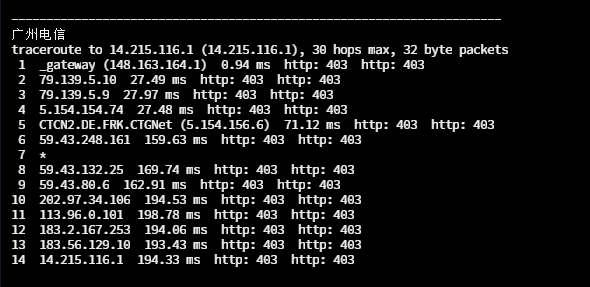 ----------------------------------------------------------------------
广州电信
traceroute to 14.215.116.1 (14.215.116.1), 30 hops max, 32 byte packets
1 _gateway (148.163.164.1) 0.94 ms http: 403 http: 403
2 79.139.5.10 27.49 ms http: 403 http: 403
3 79.139.5.9 27.97 ms http: 403 http: 403
4 5.154.154.74 27.48 ms http: 403 http: 403
5 CTCN2.DE.FRK.CTGNet (5.154.156.6) 71.12 ms http: 403 http: 403
6 59.43.248.161 159.63 ms http: 403 http: 403
7 *
8 59.43.132.25 169.74 ms http: 403 http: 403
9 59.43.80.6 162.91 ms http: 403 http: 403
10 202.97.34.106 194.53 ms http: 403 http: 403
11 113.96.0.101 198.78 ms http: 403 http: 403
12 183.2.167.253 194.06 ms http: 403 http: 403
13 183.56.129.10 193.43 ms http: 403 http: 403
14 14.215.116.1 194.33 ms http: 403 http: 403